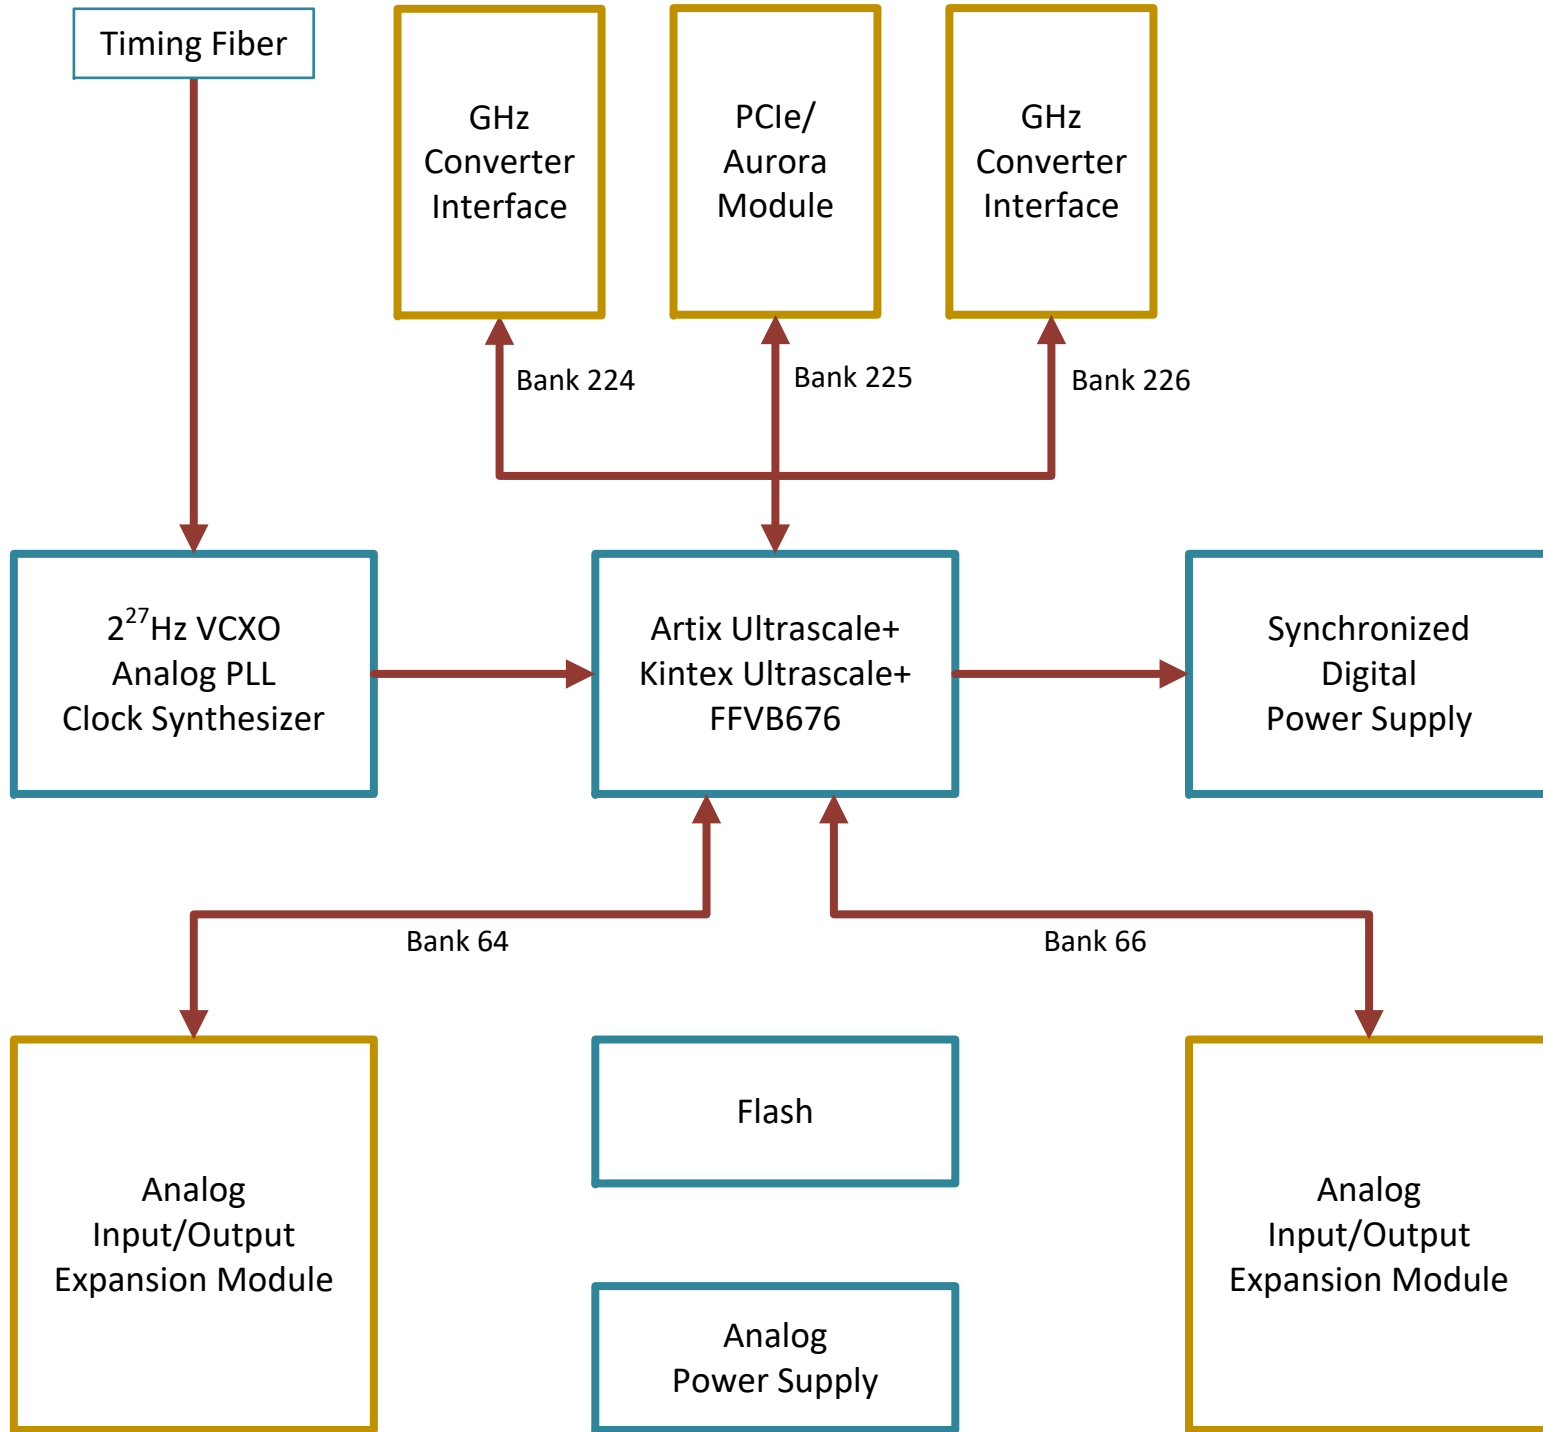 Timing Fiber
GHz
Converter
Interface
PCIe/
Aurora
Module
GHz
Converter
Interface
Bank 224
Bank 225
Bank 226
2²⁷Hz VCXO
Analog PLL
Clock Synthesizer
Artix Ultrascale+
Kintex Ultrascale+
FFVB676
Synchronized
Digital
Power Supply
Bank 64
Bank 66
Analog
Input/Output
Expansion Module
Flash
Analog
Power Supply
Analog
Input/Output
Expansion Module